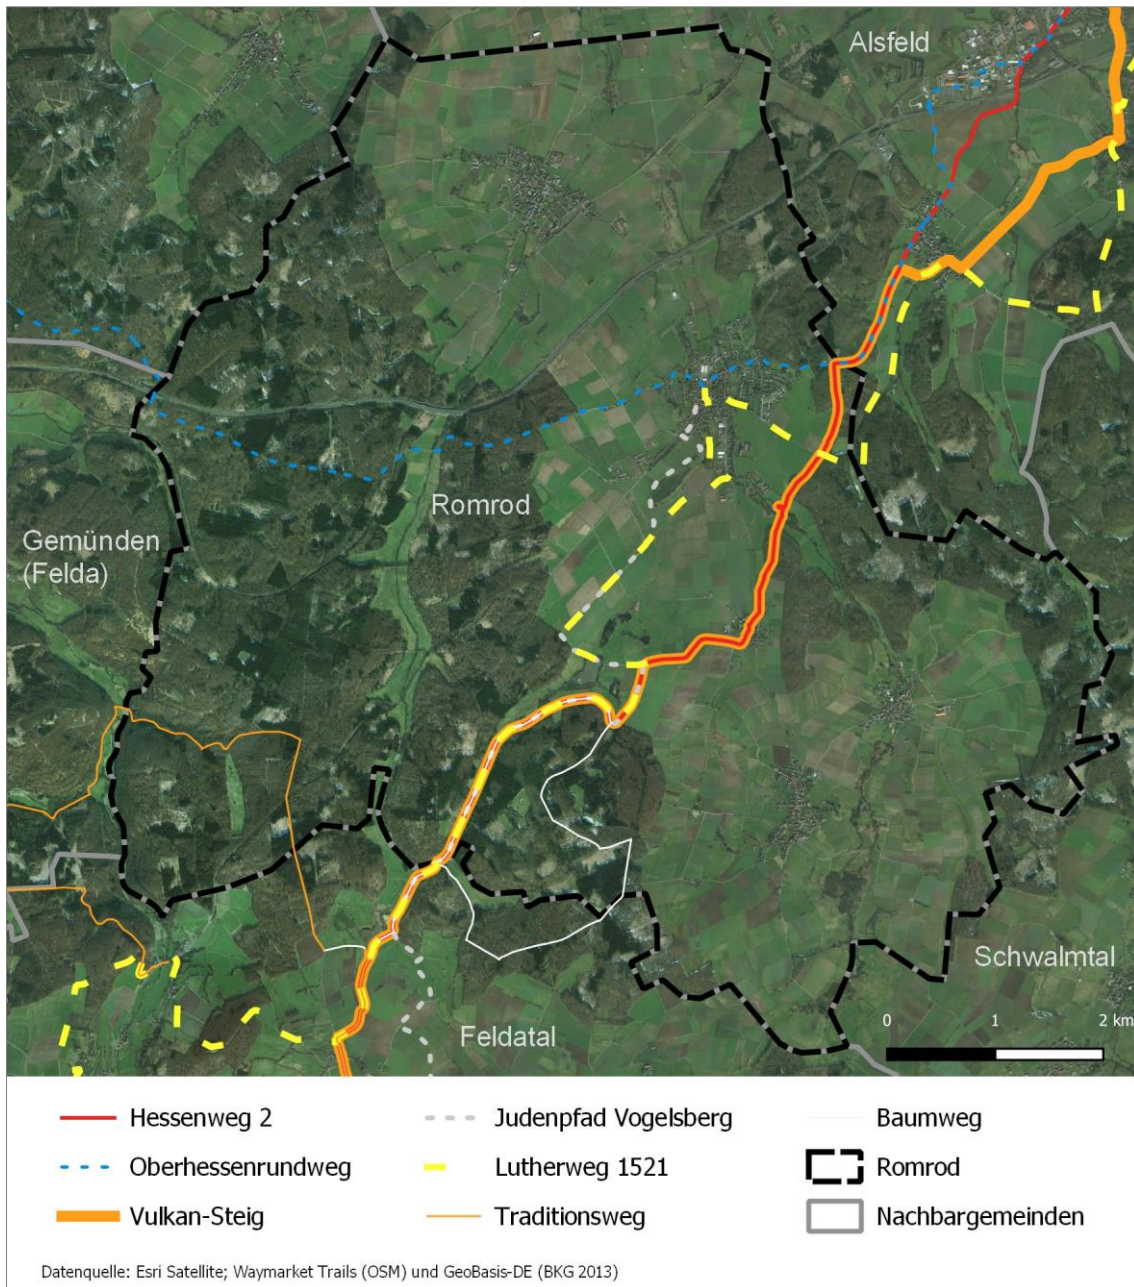 Alsfeld
Romrod
Gemünden
(Felda)
Schwalmtal
Feldatal
0 1 2 km
Hessenweg 2
Judenpfad Vogelsberg
Baumweg
Oberhessenrundweg
Lutherweg 1521
Romrod
Vulkan-Steig
Traditionsweg
Nachbargemeinden
Datenquelle: Esri Satellite; Waymarket Trails (OSM) und GeoBasis-DE (BKG 2013)